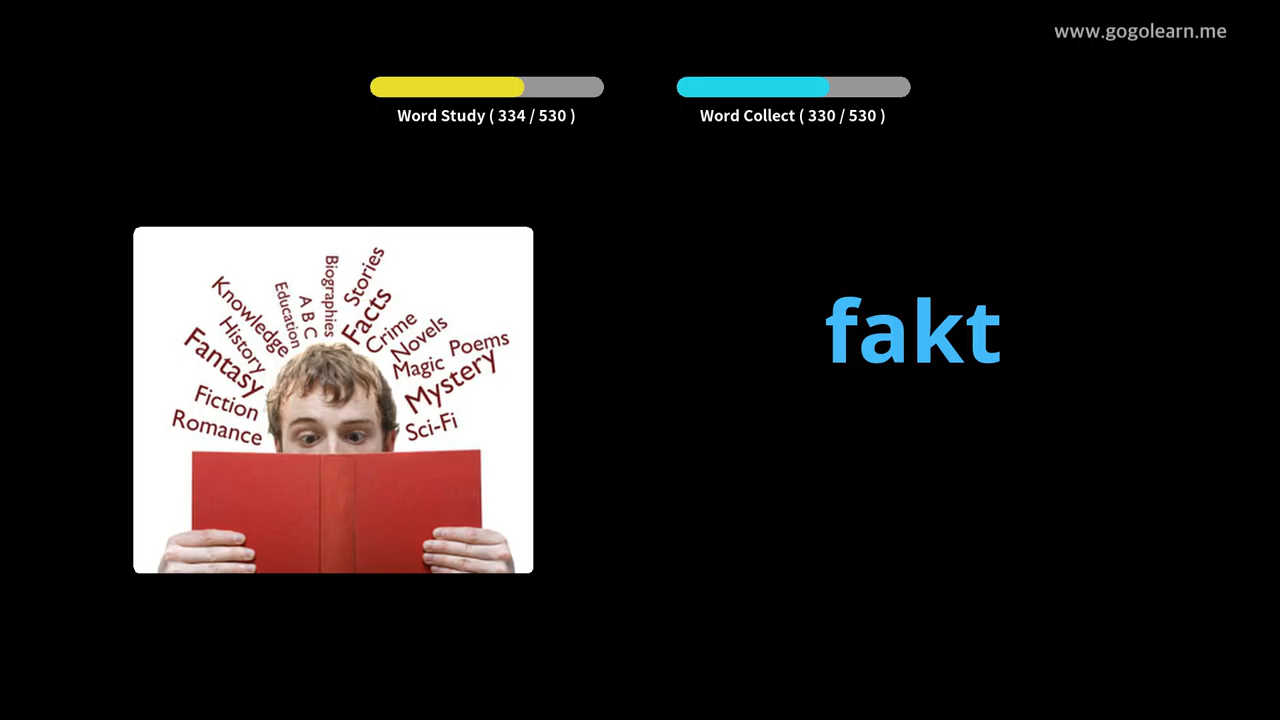 www.gogolearn.me
Word Study ( 334 / 530 )
Word Collect ( 330 / 530 )
Romance
Fiction
Fantasy
History
Knowledge
Education
A B C
Biographies
Stories
Facts
Crime
Novels
Magic
Poems
Mystery
Sci-Fi
fakt